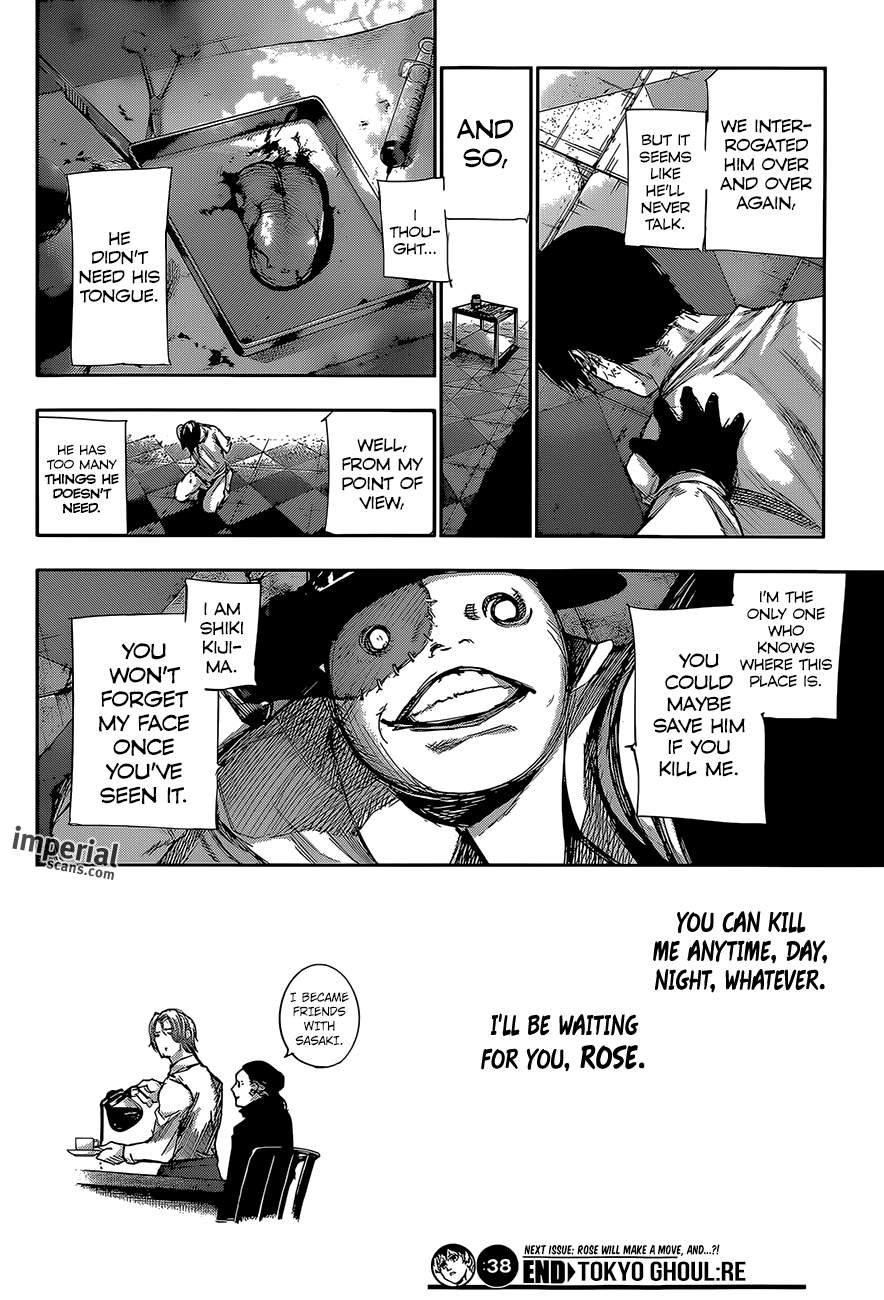 WE INTER-
ROGATED
HIM OVER
AND OVER
AGAIN,
BUT IT
SEEMS
LIKE
HE'LL
NEVER
TALK.
AND
SO,
I
THOU-
GHT...
HE
DIDN'T
NEED HIS
TONGUE.
WELL,
FROM MY
POINT OF
VIEW,
HE HAS
TOO MANY
THINGS HE
DOESN'T
NEED.
I'M THE
ONLY ONE
WHO
KNOWS
WHERE THIS
PLACE IS.
YOU
COULD
MAYBE
SAVE HIM
IF YOU
KILL ME.
I AM
SHIKI
KIJI-
MA.
YOU
WON'T
FORGET
MY FACE
ONCE
YOU'VE
SEEN IT.
imperial
scans.com
YOU CAN KILL
ME ANYTIME, DAY,
NIGHT, WHATEVER.
I'LL BE WAITING
FOR YOU, ROSE.
I BECAME
FRIENDS
WITH
SASAKI.
NEXT ISSUE: ROSE WILL MAKE A MOVE, AND...?!
:38 END TOKYO GHOUL:RE